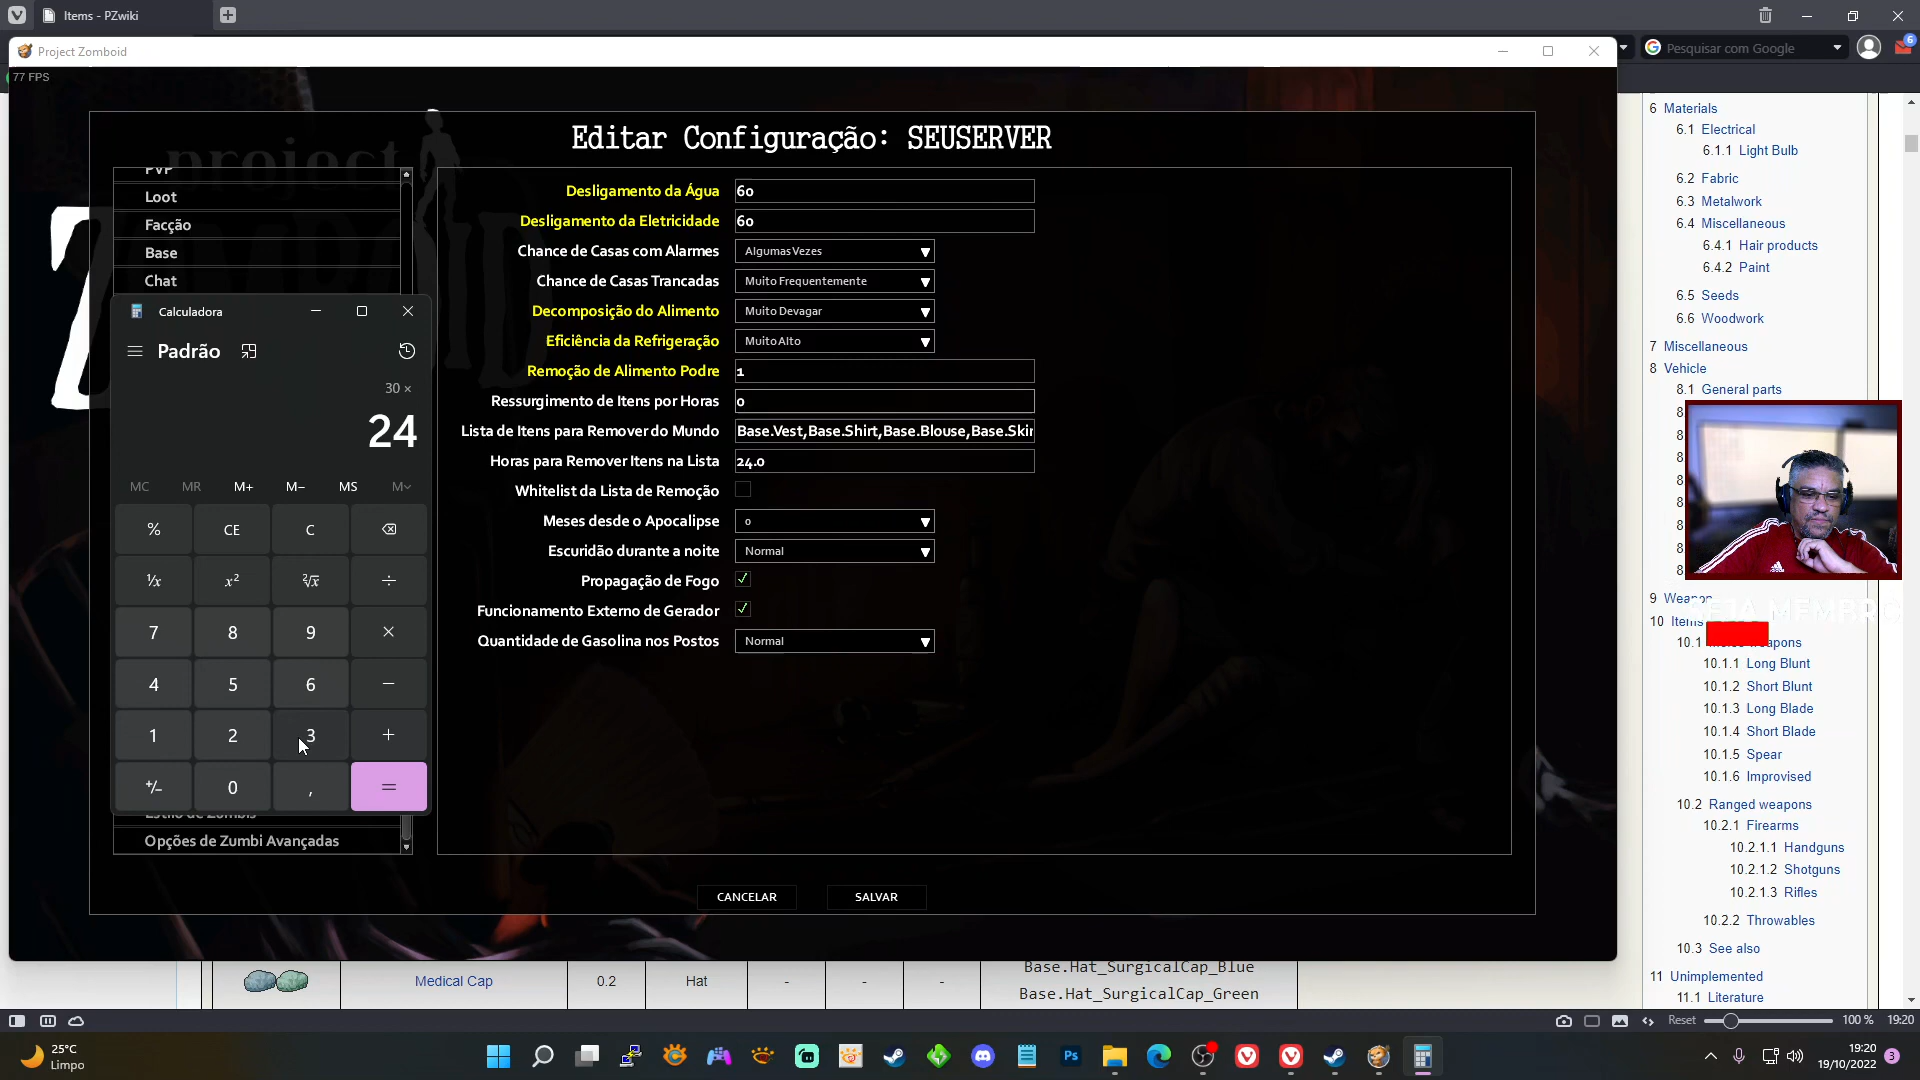 Items - PZwiki
Project Zomboid
Pesquisar com Google
6
77 FPS
Editar Configuração: SEUSERVER
project
PVP
Loot
Facção
Base
Chat
Opções de Zumbi Avançadas
Desligamento da Água
60
Desligamento da Eletricidade
60
Chance de Casas com Alarmes
Algumas Vezes
Chance de Casas Trancadas
Muito Frequentemente
Decomposição do Alimento
Muito Devagar
Eficiência da Refrigeração
Muito Alto
Remoção de Alimento Podre
1
Ressurgimento de Itens por Horas
0
Lista de Itens para Remover do Mundo
Base.Vest,Base.Shirt,Base.Blouse,Base.Skir
Horas para Remover Itens na Lista
24.0
Whitelist da Lista de Remoção
Meses desde o Apocalipse
0
Escuridão durante a noite
Normal
Propagação de Fogo
Funcionamento Externo de Gerador
Quantidade de Gasolina nos Postos
Normal
CANCELAR
SALVAR
Calculadora
Padrão
30 ×
24
MC MR M+ M− MS M˅
% CE C
¹/x x² ²√x ÷
7 8 9 ×
4 5 6 −
1 2 3 +
+/− 0 , =
6 Materials
6.1 Electrical
6.1.1 Light Bulb
6.2 Fabric
6.3 Metalwork
6.4 Miscellaneous
6.4.1 Hair products
6.4.2 Paint
6.5 Seeds
6.6 Woodwork
7 Miscellaneous
8 Vehicle
8.1 General parts
9 Weapon
SEJA MEMBRO
10 Items
10.1
10.1.1 Long Blunt
10.1.2 Short Blunt
10.1.3 Long Blade
10.1.4 Short Blade
10.1.5 Spear
10.1.6 Improvised
10.2 Ranged weapons
10.2.1 Firearms
10.2.1.1 Handguns
10.2.1.2 Shotguns
10.2.1.3 Rifles
10.2.2 Throwables
10.3 See also
11 Unimplemented
11.1 Literature
Medical Cap
0.2
Hat
-
-
-
Base.Hat_SurgicalCap_Blue
Base.Hat_SurgicalCap_Green
Reset
100 %
19:20
25°C
Limpo
Ps
19:20
19/10/2022
3